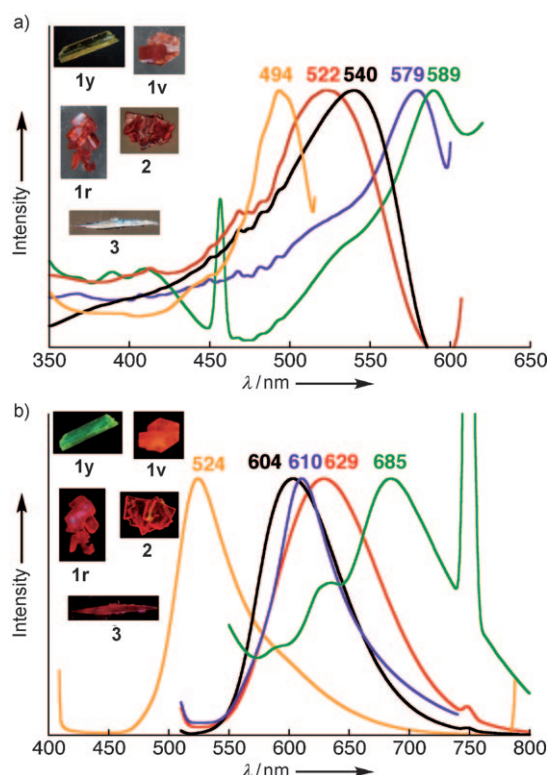 a)
494 522 540 579 589
1y 1v
1r 2
3
Intensity
350 400 450 500 550 600 650
λ/nm
b)
524 604 610 629 685
1y 1v
1r 2
3
Intensity
400 450 500 550 600 650 700 750 800
λ/nm